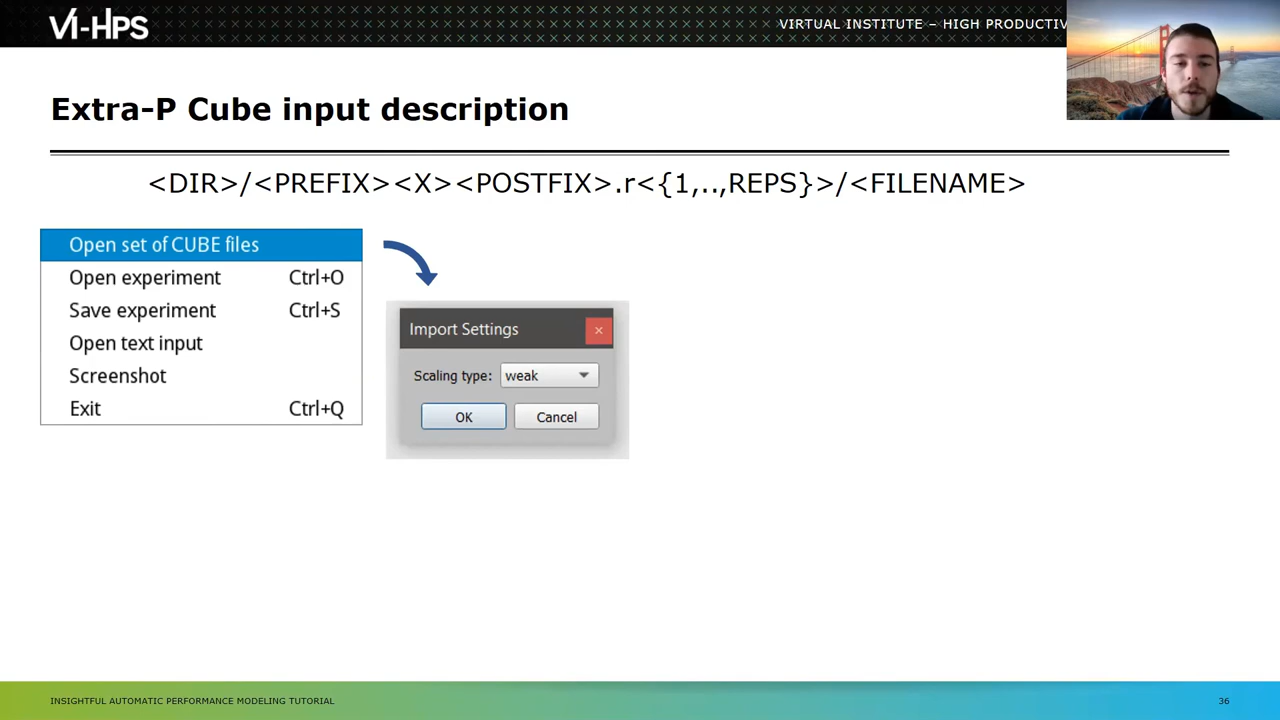 VI-HPS
VIRTUAL INSTITUTE – HIGH PRODUCTIV
Extra-P Cube input description
<DIR>/<PREFIX><X><POSTFIX>.r<{1,..,REPS}>/<FILENAME>
Open set of CUBE files
Open experiment Ctrl+O
Save experiment Ctrl+S
Open text input
Screenshot
Exit Ctrl+Q
Import Settings
Scaling type: weak
OK Cancel
INSIGHTFUL AUTOMATIC PERFORMANCE MODELING TUTORIAL 36